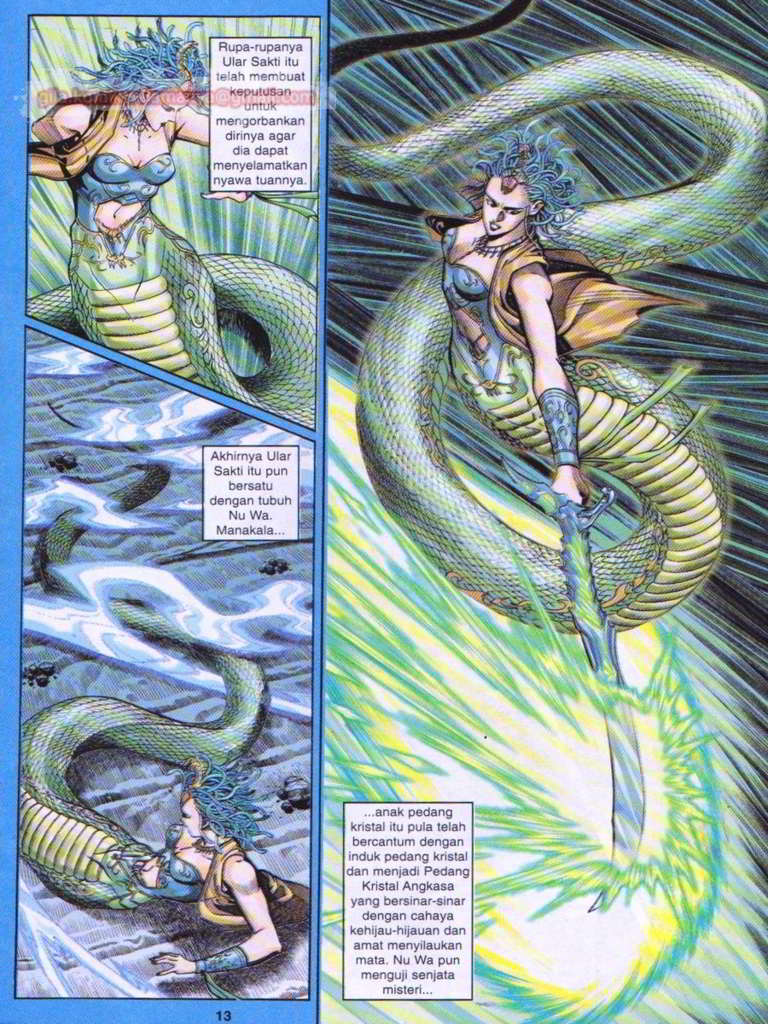 Rupa-rupanya
Ular Sakti itu
telah membuat
keputusan
untuk
mengorbankan
dirinya agar
dia dapat
menyelamatkan
nyawa tuannya.
Akhirnya Ular
Sakti itu pun
bersatu
dengan tubuh
Nu Wa.
Manakala...
...anak pedang
kristal itu pula telah
bercantum dengan
induk pedang kristal
dan menjadi Pedang
Kristal Angkasa
yang bersinar-sinar
dengan cahaya
kehijau-hijauan dan
amat menyilaukan
mata. Nu Wa pun
menguji senjata
misteri...
13